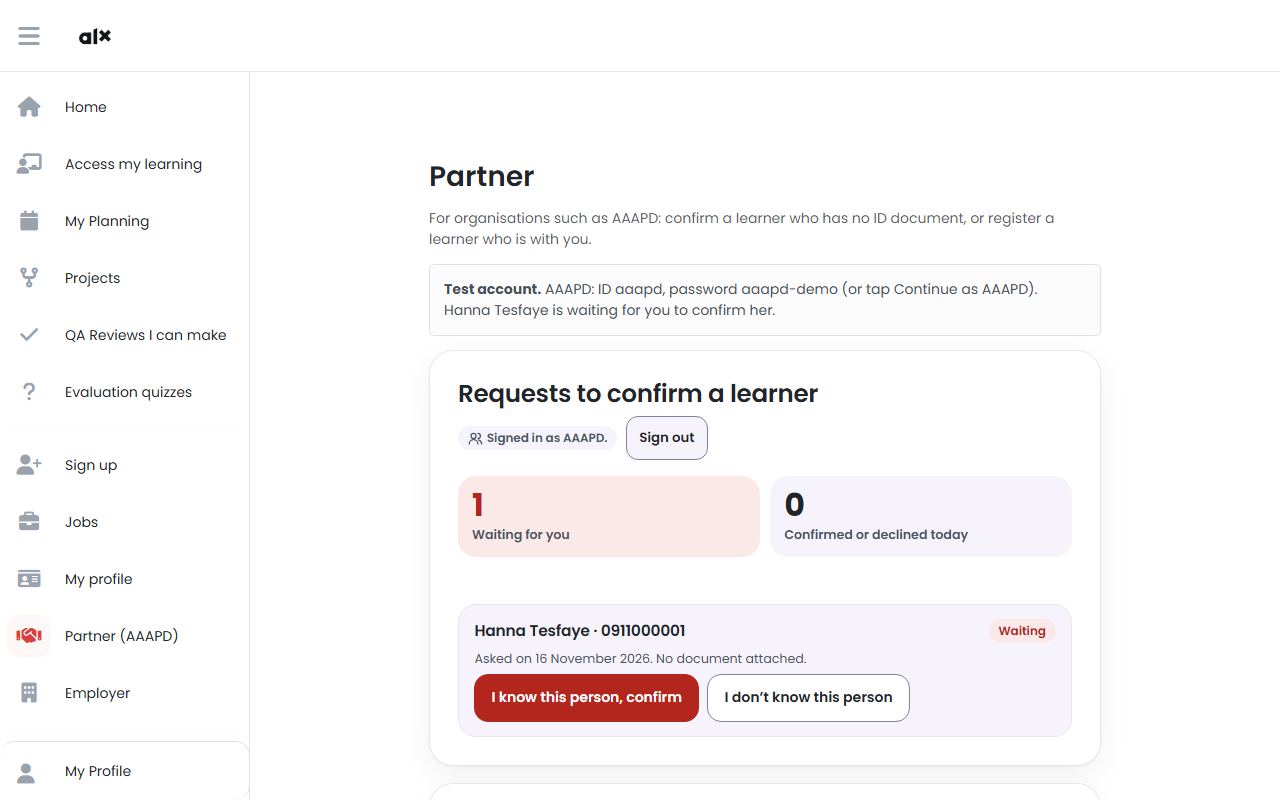 alx
Home
Access my learning
My Planning
Projects
QA Reviews I can make
Evaluation quizzes
Sign up
Jobs
My profile
Partner (AAAPD)
Employer
My Profile
Partner
For organisations such as AAAPD: confirm a learner who has no ID document, or register a
learner who is with you.
Test account. AAAPD: ID aaapd, password aaapd-demo (or tap Continue as AAAPD).
Hanna Tesfaye is waiting for you to confirm her.
Requests to confirm a learner
Signed in as AAAPD.
Sign out
1
Waiting for you
0
Confirmed or declined today
Hanna Tesfaye · 0911000001
Waiting
Asked on 16 November 2026. No document attached.
I know this person, confirm
I don’t know this person